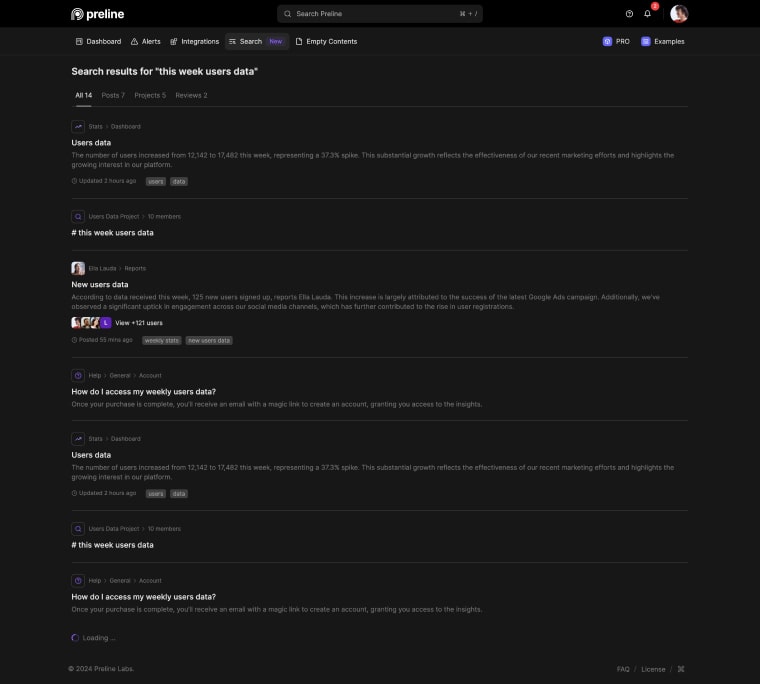 preline
Search Preline
⌘ + /
2
Dashboard
Alerts
Integrations
Search New
Empty Contents
PRO
Examples
Search results for "this week users data"
All 14 Posts 7 Projects 5 Reviews 2
Stats > Dashboard
Users data
The number of users increased from 12,142 to 17,482 this week, representing a 37.3% spike. This substantial growth reflects the effectiveness of our recent marketing efforts and highlights the
growing interest in our platform.
Updated 2 hours ago users data
Users Data Project > 10 members
# this week users data
Ella Lauda > Reports
New users data
According to data received this week, 125 new users signed up, reports Ella Lauda. This increase is largely attributed to the success of the latest Google Ads campaign. Additionally, we've
observed a significant uptick in engagement across our social media channels, which has further contributed to the rise in user registrations.
L View +121 users
Posted 55 mins ago weekly stats new users data
Help > General > Account
How do I access my weekly users data?
Once your purchase is complete, you'll receive an email with a magic link to create an account, granting you access to the insights.
Stats > Dashboard
Users data
The number of users increased from 12,142 to 17,482 this week, representing a 37.3% spike. This substantial growth reflects the effectiveness of our recent marketing efforts and highlights the
growing interest in our platform.
Updated 2 hours ago users data
Users Data Project > 10 members
# this week users data
Help > General > Account
How do I access my weekly users data?
Once your purchase is complete, you'll receive an email with a magic link to create an account, granting you access to the insights.
Loading ...
© 2024 Preline Labs.
FAQ / License / ⌘